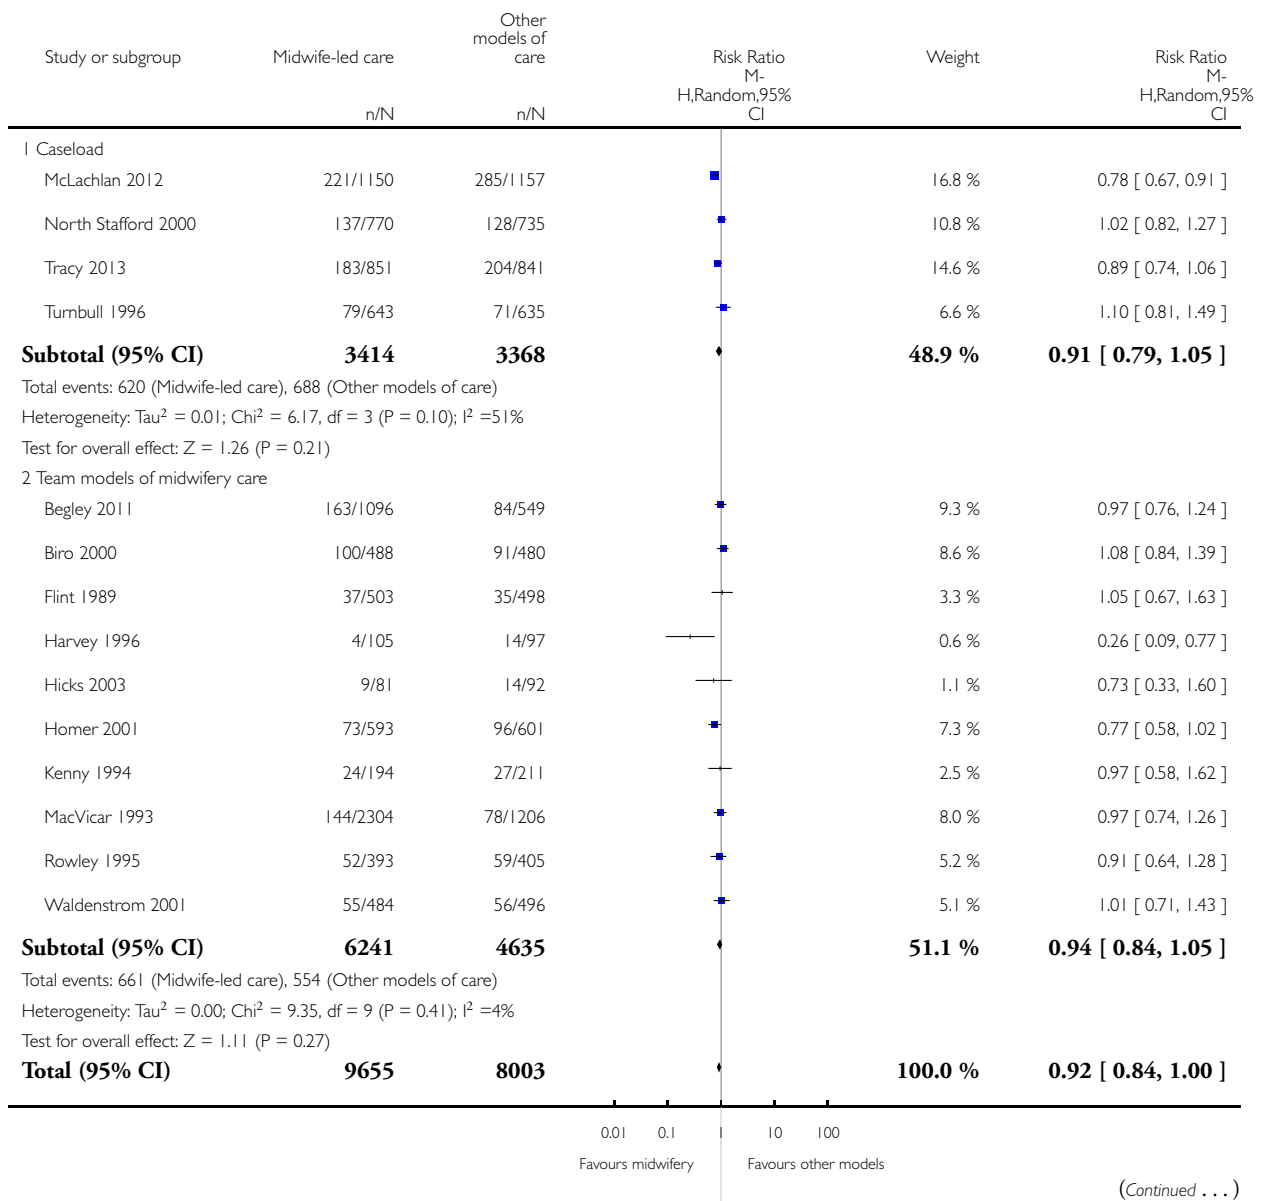 Study or subgroup Midwife-led care Other models of care Risk Ratio Weight Risk Ratio
M-H,Random,95% CI M-H,Random,95% CI
n/N n/N
1 Caseload
McLachlan 2012 221/1150 285/1157 16.8 % 0.78 [ 0.67, 0.91 ]
North Stafford 2000 137/770 128/735 10.8 % 1.02 [ 0.82, 1.27 ]
Tracy 2013 183/851 204/841 14.6 % 0.89 [ 0.74, 1.06 ]
Turnbull 1996 79/643 71/635 6.6 % 1.10 [ 0.81, 1.49 ]
Subtotal (95% CI) 3414 3368 48.9 % 0.91 [ 0.79, 1.05 ]
Total events: 620 (Midwife-led care), 688 (Other models of care)
Heterogeneity: Tau² = 0.01; Chi² = 6.17, df = 3 (P = 0.10); I² =51%
Test for overall effect: Z = 1.26 (P = 0.21)
2 Team models of midwifery care
Begley 2011 163/1096 84/549 9.3 % 0.97 [ 0.76, 1.24 ]
Biro 2000 100/488 91/480 8.6 % 1.08 [ 0.84, 1.39 ]
Flint 1989 37/503 35/498 3.3 % 1.05 [ 0.67, 1.63 ]
Harvey 1996 4/105 14/97 0.6 % 0.26 [ 0.09, 0.77 ]
Hicks 2003 9/81 14/92 1.1 % 0.73 [ 0.33, 1.60 ]
Homer 2001 73/593 96/601 7.3 % 0.77 [ 0.58, 1.02 ]
Kenny 1994 24/194 27/211 2.5 % 0.97 [ 0.58, 1.62 ]
MacVicar 1993 144/2304 78/1206 8.0 % 0.97 [ 0.74, 1.26 ]
Rowley 1995 52/393 59/405 5.2 % 0.91 [ 0.64, 1.28 ]
Waldenstrom 2001 55/484 56/496 5.1 % 1.01 [ 0.71, 1.43 ]
Subtotal (95% CI) 6241 4635 51.1 % 0.94 [ 0.84, 1.05 ]
Total events: 661 (Midwife-led care), 554 (Other models of care)
Heterogeneity: Tau² = 0.00; Chi² = 9.35, df = 9 (P = 0.41); I² =4%
Test for overall effect: Z = 1.11 (P = 0.27)
Total (95% CI) 9655 8003 100.0 % 0.92 [ 0.84, 1.00 ]
0.01 0.1 1 10 100
Favours midwifery Favours other models
(Continued . . . )